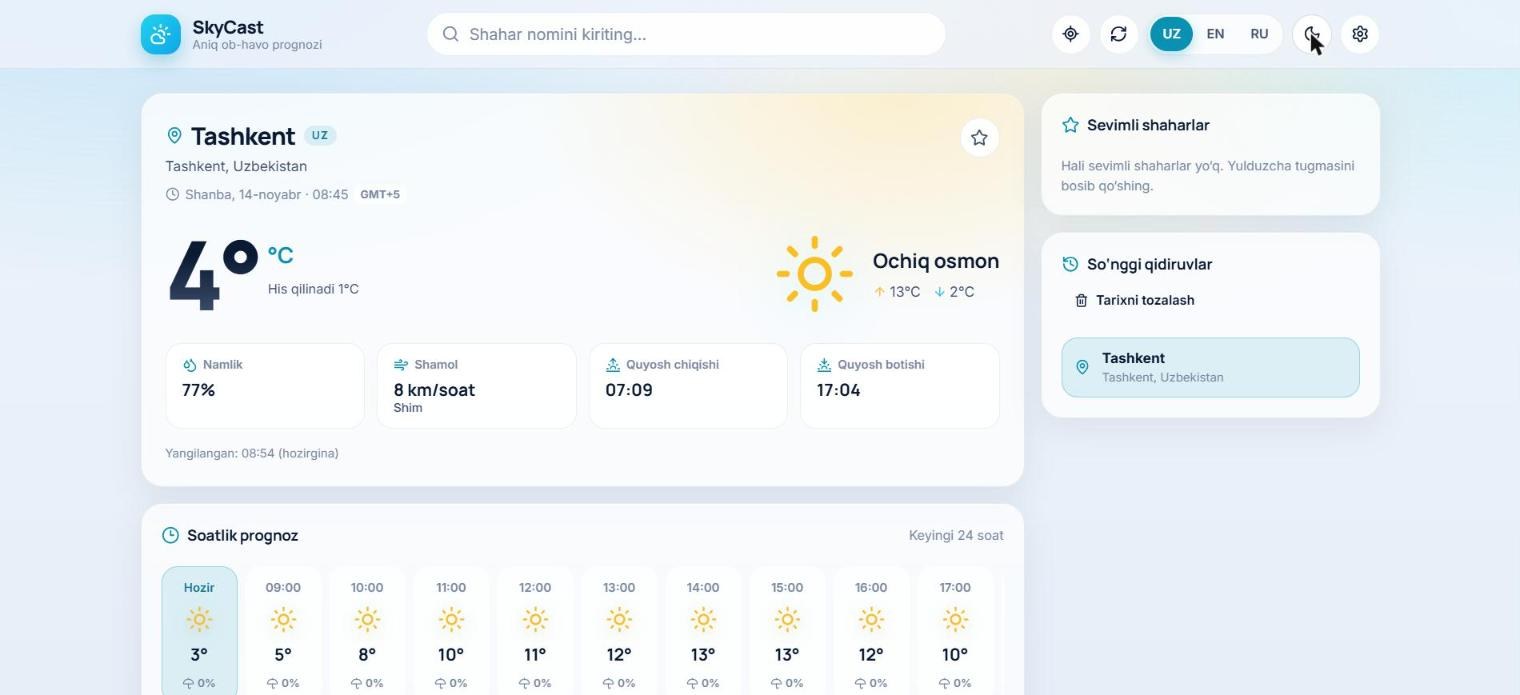 SkyCast
Aniq ob-havo prognozi
Shahar nomini kiriting...
UZ EN RU
Tashkent UZ
Tashkent, Uzbekistan
Shanba, 14-noyabr · 08:45 GMT+5
4° °C
His qilinadi 1°C
Ochiq osmon
↑ 13°C ↓ 2°C
Namlik
77%
Shamol
8 km/soat
Shim
Quyosh chiqishi
07:09
Quyosh botishi
17:04
Yangilangan: 08:54 (hozirgina)
Sevimli shaharlar
Hali sevimli shaharlar yo‘q. Yulduzcha tugmasini
bosib qo‘shing.
So‘nggi qidiruvlar
Tarixni tozalash
Tashkent
Tashkent, Uzbekistan
Soatlik prognoz
Keyingi 24 soat
Hozir 09:00 10:00 11:00 12:00 13:00 14:00 15:00 16:00 17:00
3° 5° 8° 10° 11° 12° 13° 13° 12° 10°
0% 0% 0% 0% 0% 0% 0% 0% 0% 0%